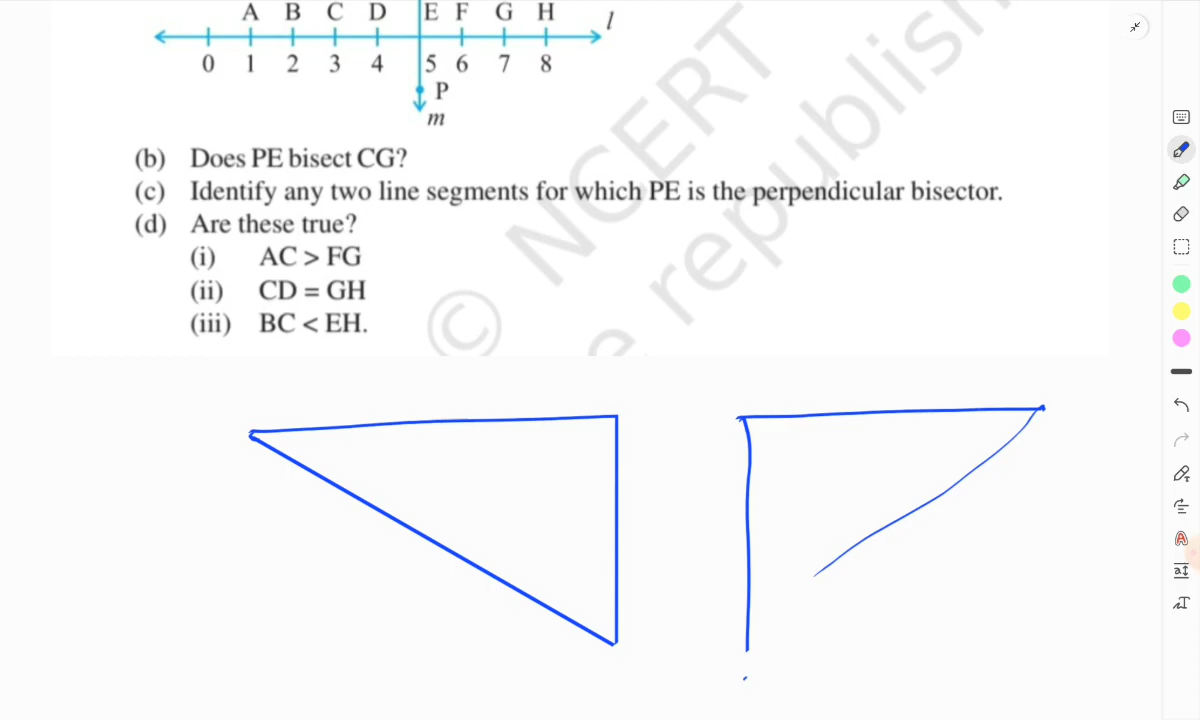 A B C D E F G H l
0 1 2 3 4 5 6 7 8
P
m
(b) Does PE bisect CG?
(c) Identify any two line segments for which PE is the perpendicular bisector.
(d) Are these true?
(i) AC > FG
(ii) CD = GH
(iii) BC < EH.
© NCERT
republish